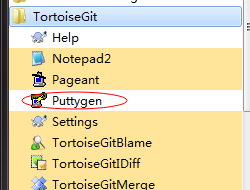 TortoiseGit
Help
Notepad2
Pageant
Puttygen
Settings
TortoiseGitBlame
TortoiseGitIDiff
TortoiseGitMerge